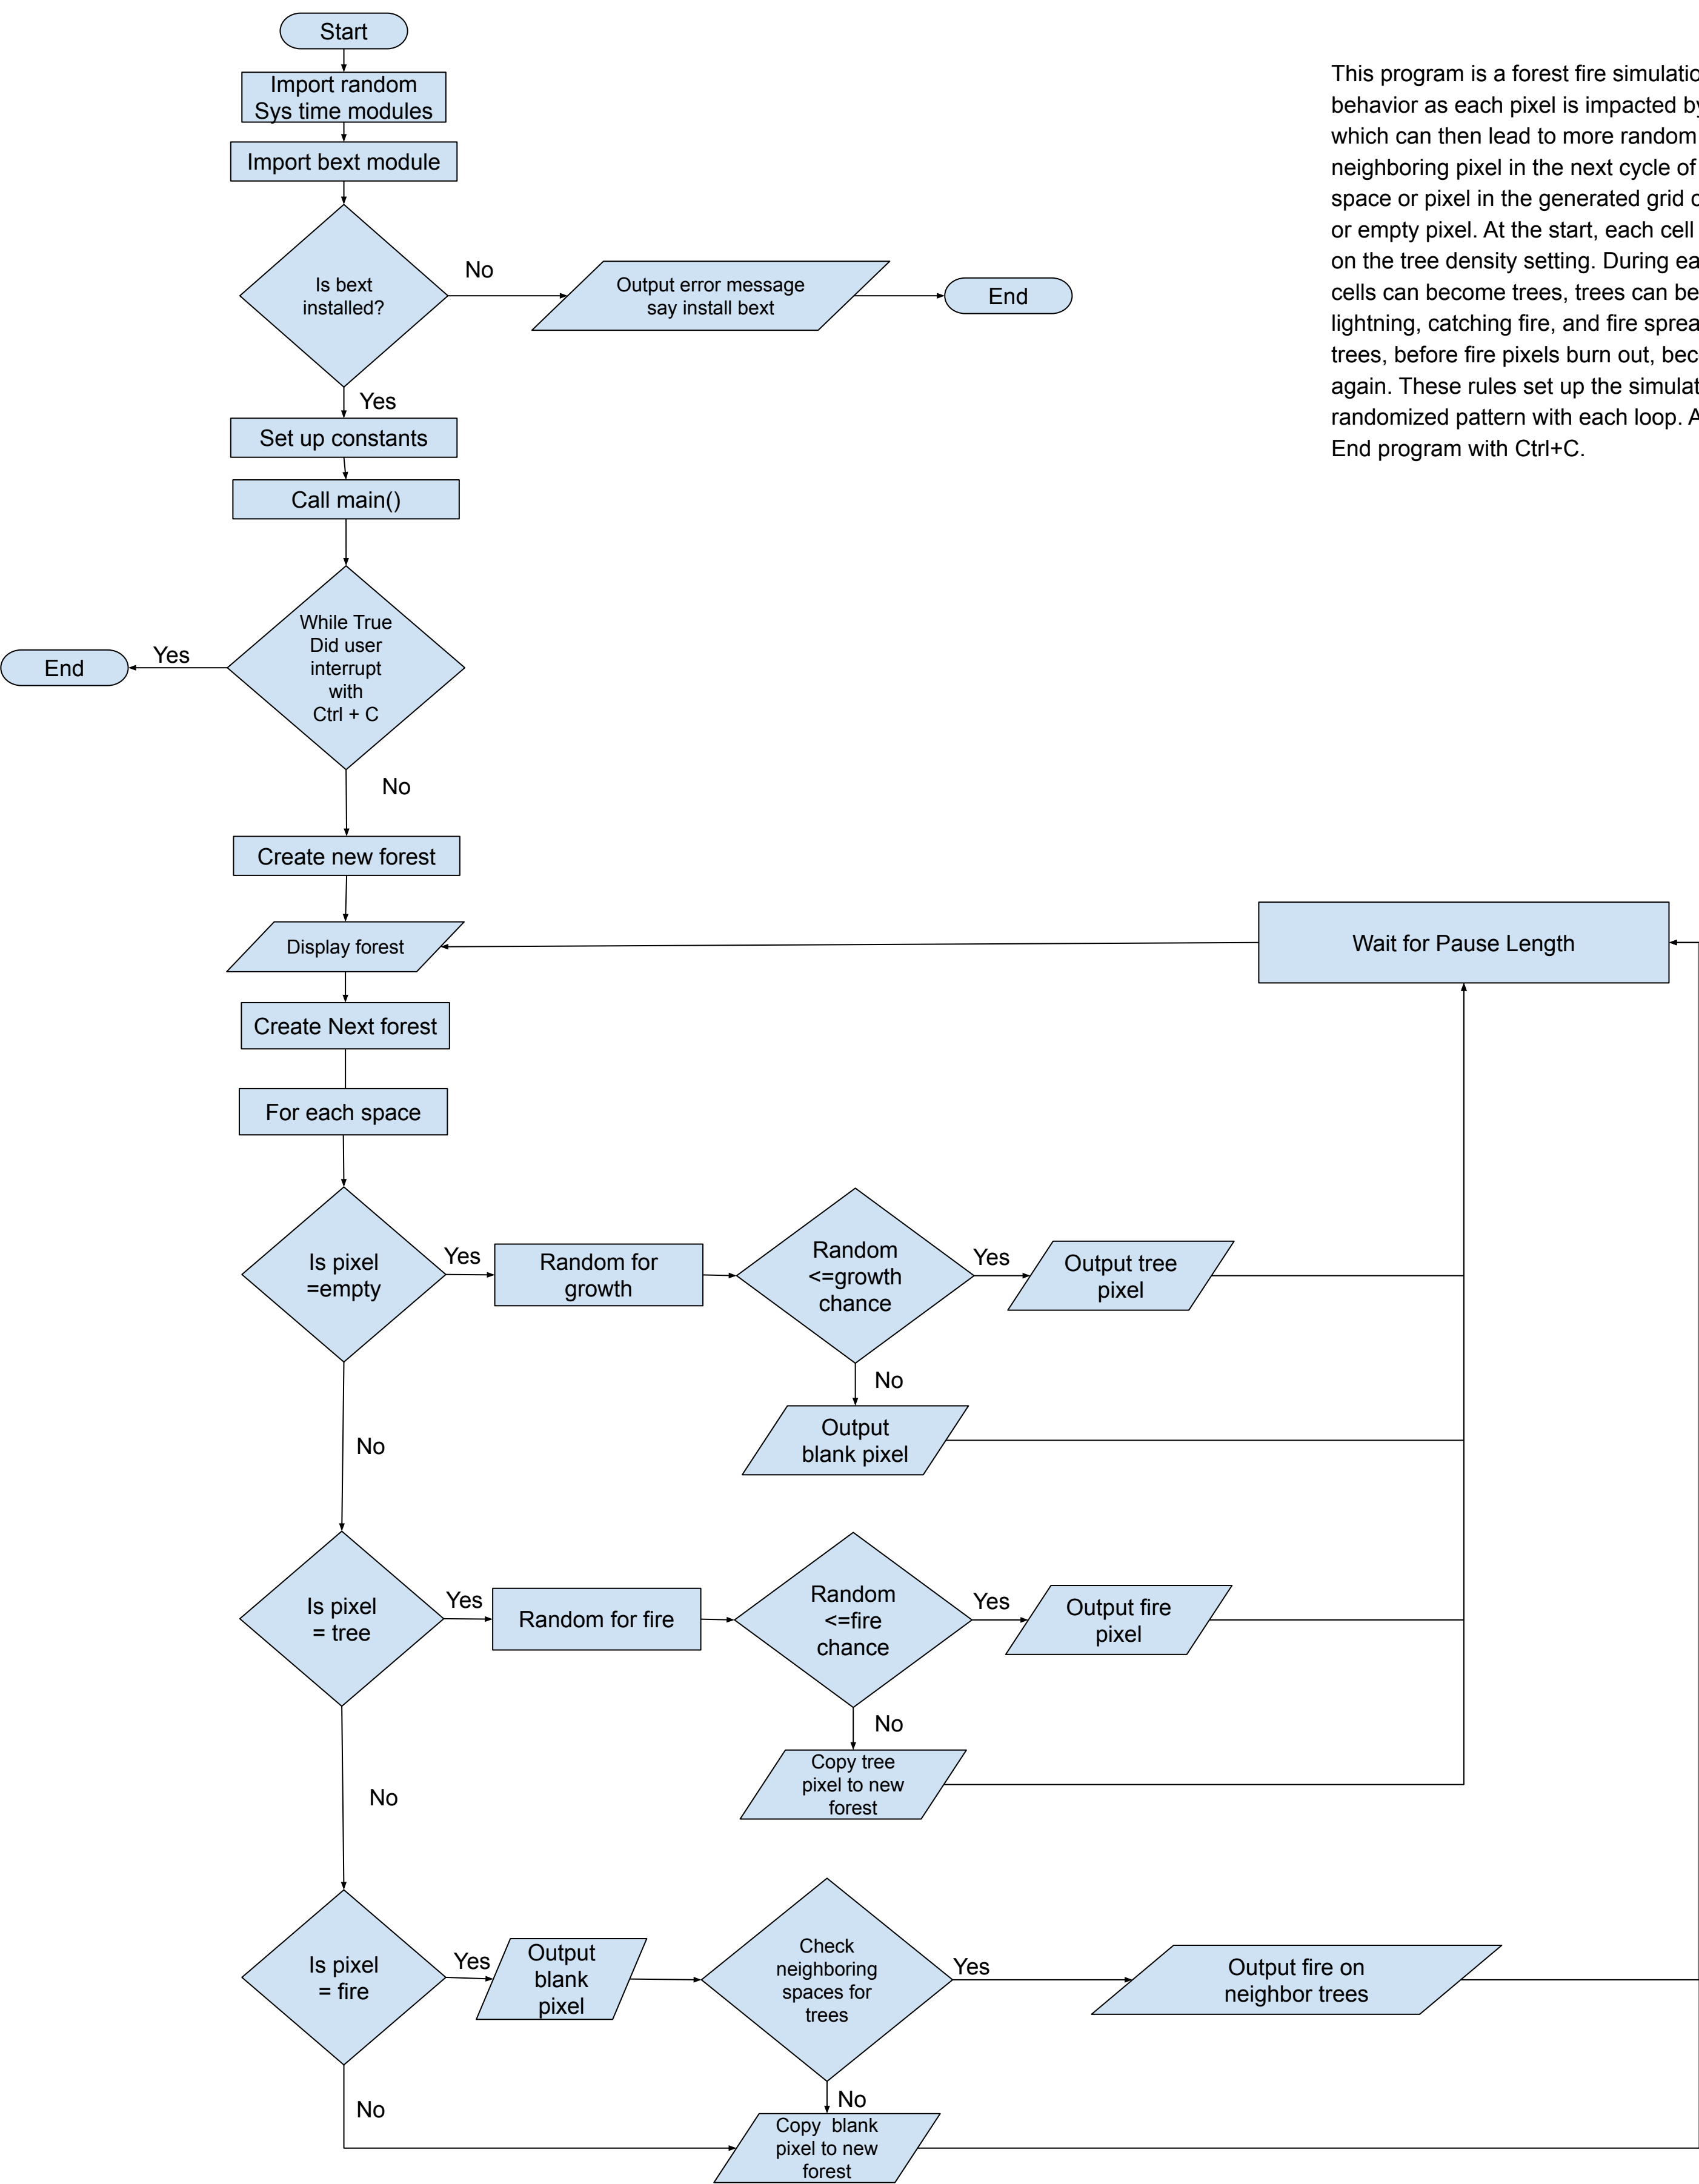 Start
Import random
Sys time modules
Import bext module
Is bext
installed?
No
Output error message
say install bext
End
Yes
Set up constants
Call main()
While True
Did user
interrupt
with
Ctrl + C
Yes
End
No
Create new forest
Display forest
Wait for Pause Length
Create Next forest
For each space
Is pixel
=empty
Yes
Random for
growth
Random
<=growth
chance
Yes
Output tree
pixel
No
Output
blank pixel
No
Is pixel
= tree
Yes
Random for fire
Random
<=fire
chance
Yes
Output fire
pixel
No
Copy tree
pixel to new
forest
No
Is pixel
= fire
Yes
Output
blank
pixel
Check
neighboring
spaces for
trees
Yes
Output fire on
neighbor trees
No
No
Copy blank
pixel to new
forest
This program is a forest fire
behavior as each pixel is impacted
which can then lead to more random
neighboring pixel in the next cycle of
space or pixel in the generated grid
or empty pixel. At the start, each cell
on the tree density setting. During
cells can become trees, trees can
lightning, catching fire, and fire
trees, before fire pixels burn out,
again. These rules set up the
randomized pattern with each loop.
End program with Ctrl+C.